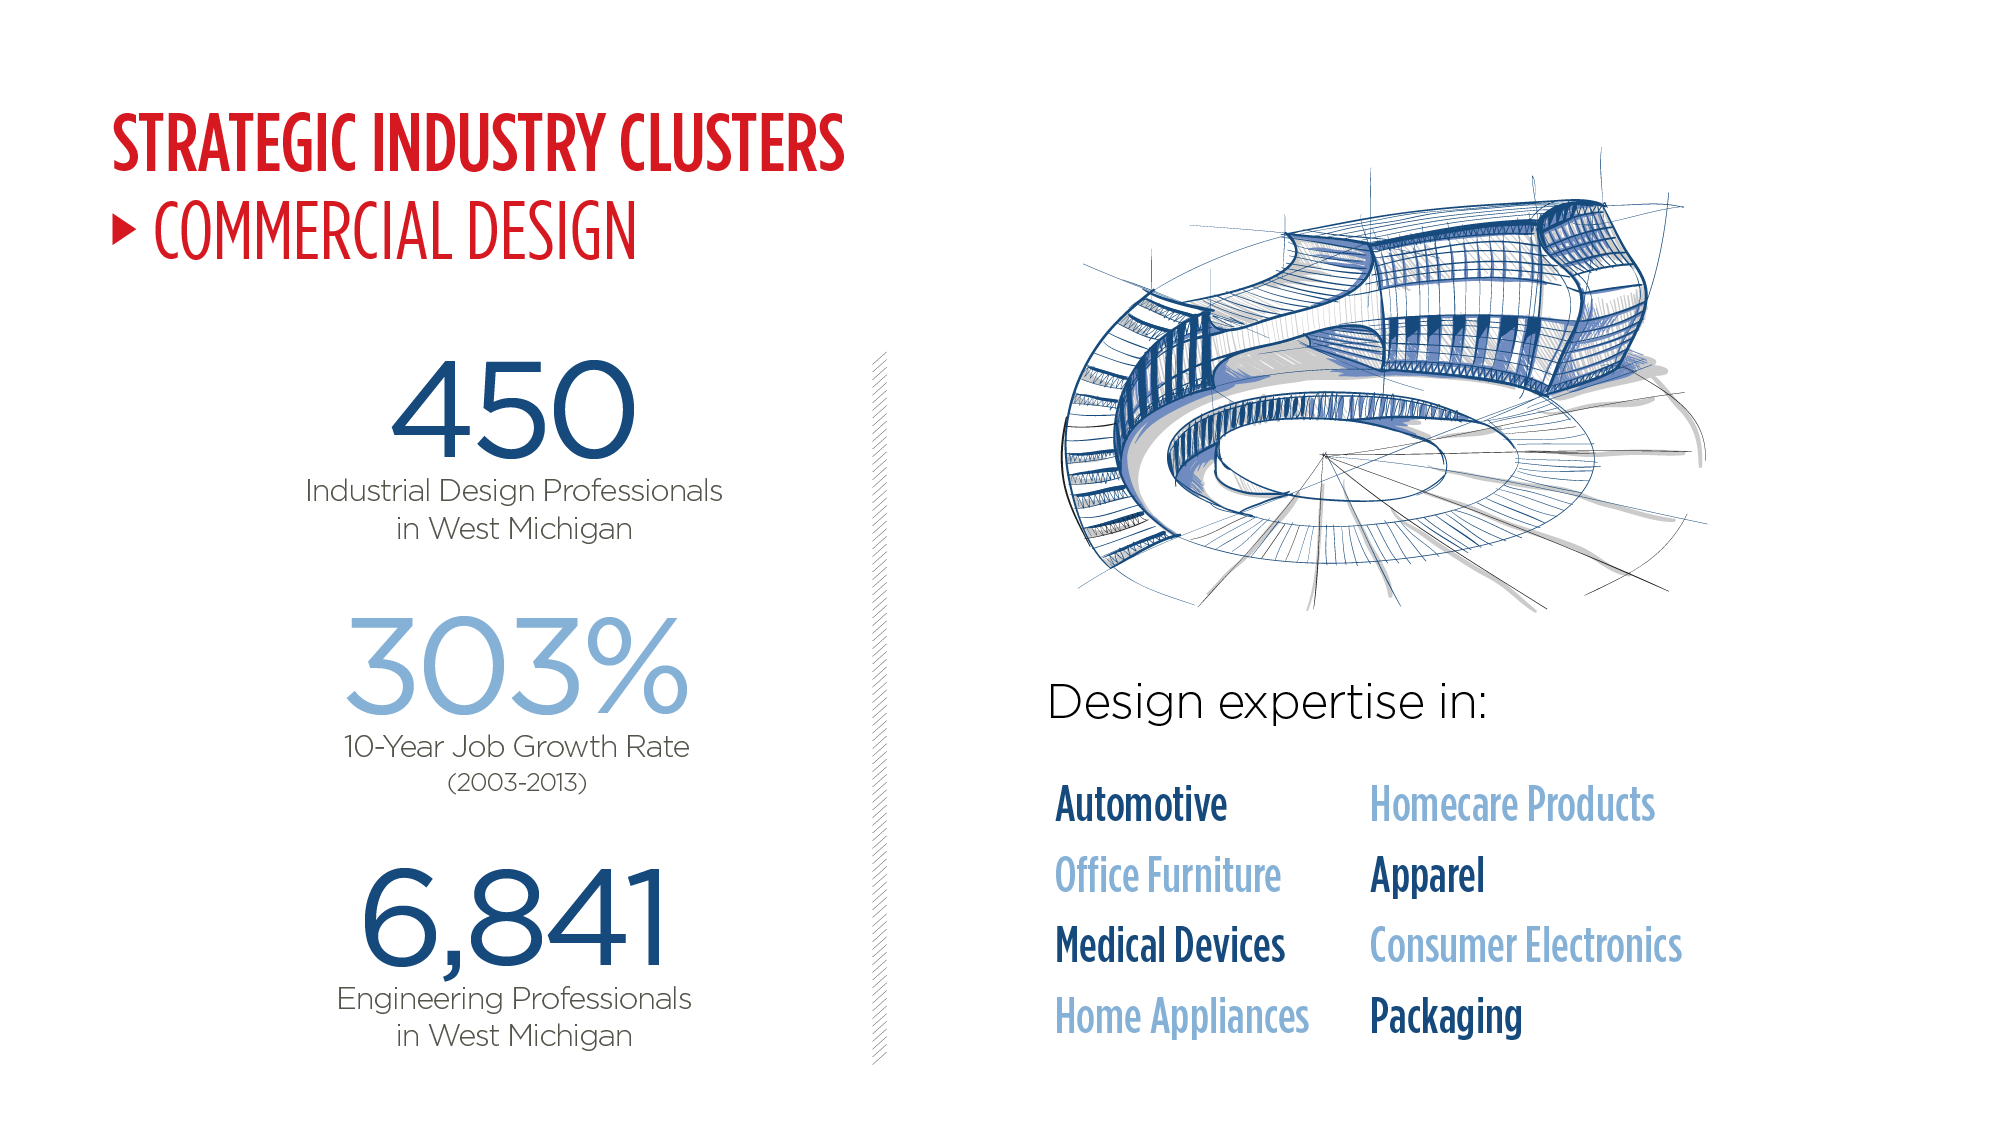 STRATEGIC INDUSTRY CLUSTERS
COMMERCIAL DESIGN
450
Industrial Design Professionals
in West Michigan
303%
10-Year Job Growth Rate
(2003-2013)
6,841
Engineering Professionals
in West Michigan
Design expertise in:
Automotive
Office Furniture
Medical Devices
Home Appliances
Homecare Products
Apparel
Consumer Electronics
Packaging